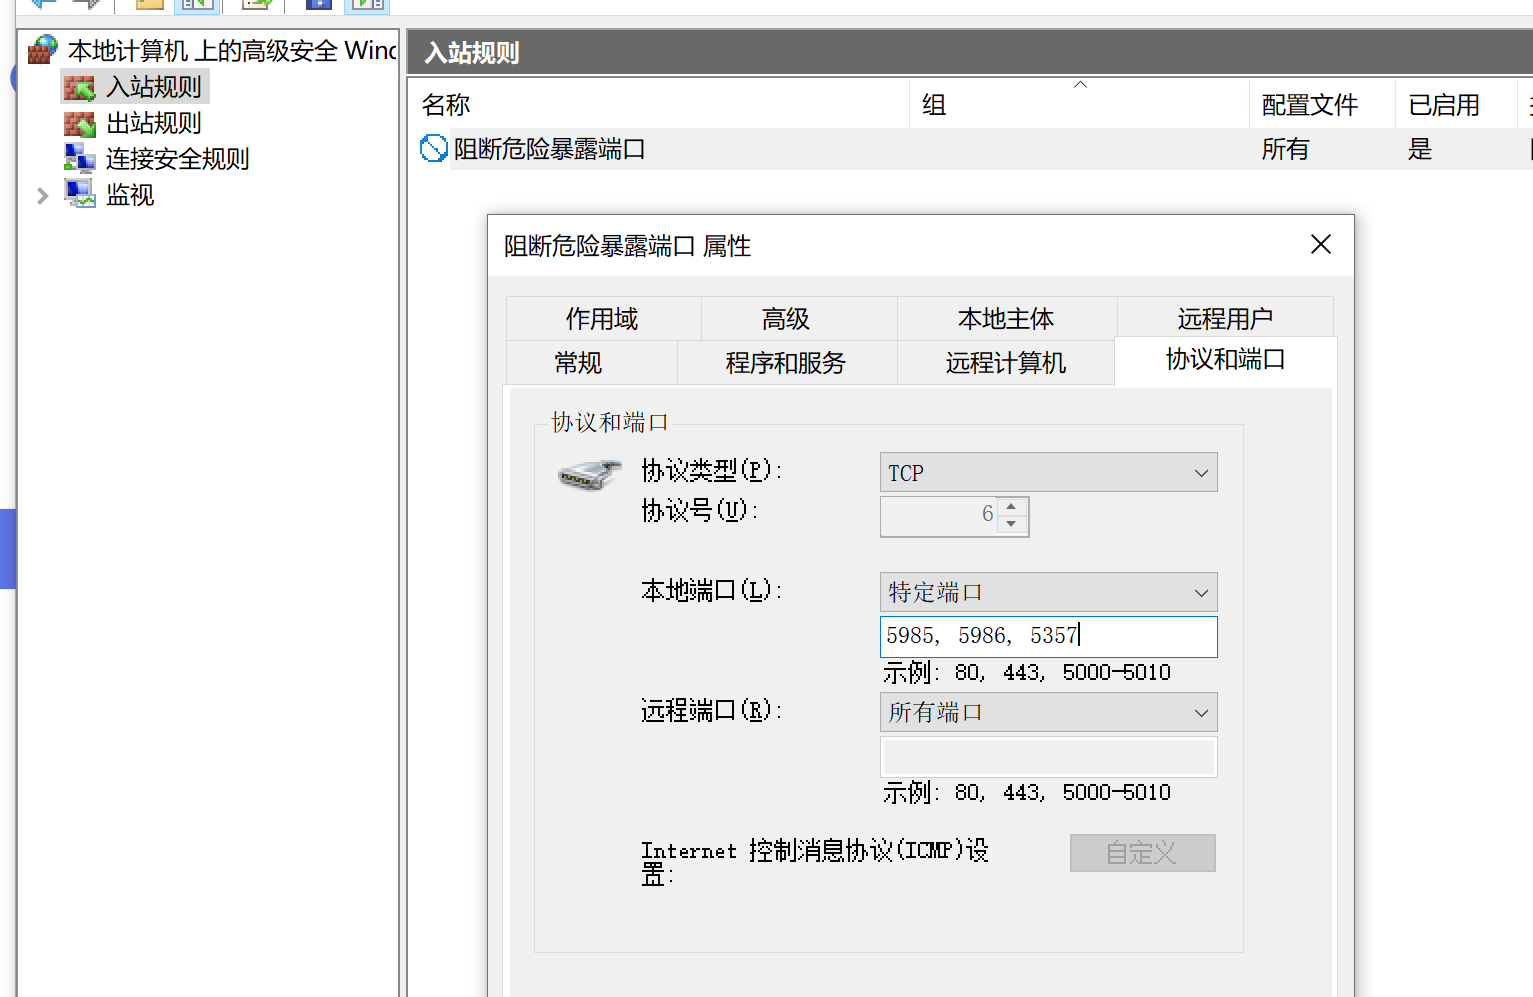 本地计算机 上的高级安全 Wind
入站规则
出站规则
连接安全规则
监视
入站规则
名称 组 配置文件 已启用
阻断危险暴露端口 所有 是
阻断危险暴露端口 属性
作用域 高级 本地主体 远程用户
常规 程序和服务 远程计算机 协议和端口
协议和端口
协议类型(P): TCP
协议号(U): 6
本地端口(L): 特定端口
5985, 5986, 5357
示例: 80, 443, 5000-5010
远程端口(R): 所有端口
示例: 80, 443, 5000-5010
Internet 控制消息协议(ICMP)设
置: 自定义